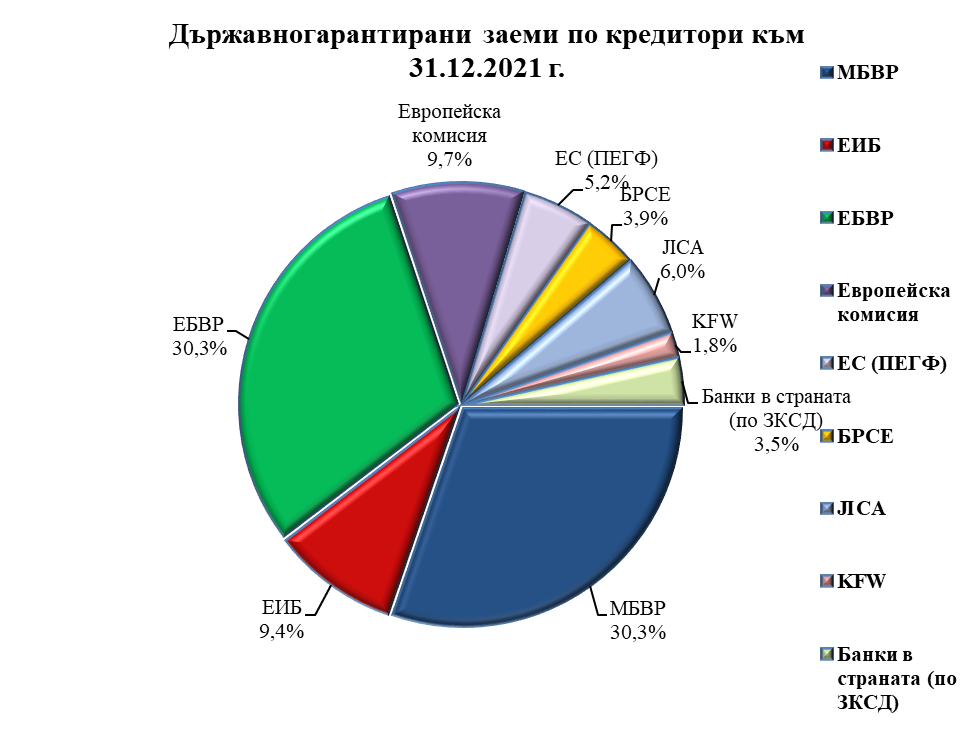 Държавногарантирани заеми по кредитори към
31.12.2021 г.
Европейска
комисия
9,7%
ЕС (ПЕГФ)
5,2%
БРСЕ
3,9%
ЛСА
6,0%
KFW
1,8%
Банки в страната
(по ЗКСД)
3,5%
МБВР
30,3%
ЕИБ
9,4%
ЕБВР
30,3%
МБВР
ЕИБ
ЕБВР
Европейска
комисия
ЕС (ПЕГФ)
БРСЕ
ЛСА
KFW
Банки в
страната (по
ЗКСД)